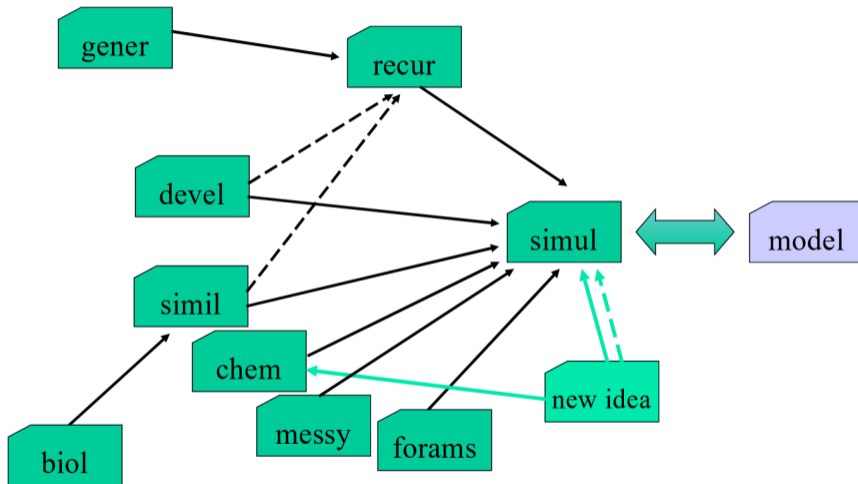 gener
recur
devel
simul
model
simil
chem
new idea
messy
forams
biol